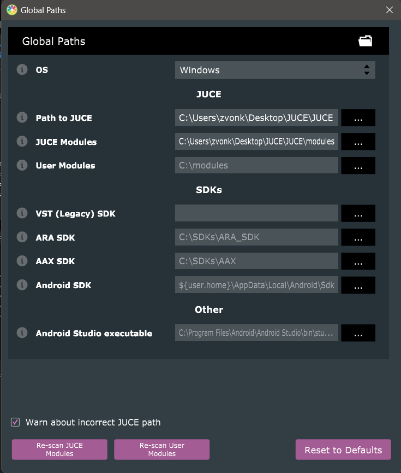 Global Paths
Global Paths
OS Windows
JUCE
Path to JUCE C:\Users\zvonk\Desktop\JUCE\JUCE ...
JUCE Modules C:\Users\zvonk\Desktop\JUCE\JUCE\modules ...
User Modules C:\modules ...
SDKs
VST (Legacy) SDK ...
ARA SDK C:\SDKs\ARA_SDK ...
AAX SDK C:\SDKs\AAX ...
Android SDK ${user.home}\AppData\Local\Android\Sdk ...
Other
Android Studio executable C:\Program Files\Android\Android Studio\bin\stu... ...
Warn about incorrect JUCE path
Re-scan JUCE
Modules
Re-scan User
Modules
Reset to Defaults